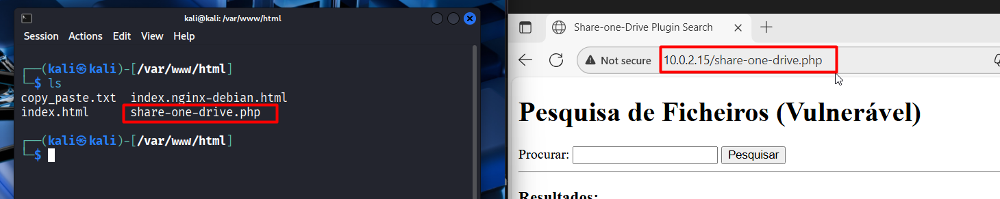 kali@kali: /var/www/html
Session Actions Edit View Help
┌──(kali㉿kali)-[/var/www/html]
└─$ ls
copy_paste.txt index.nginx-debian.html
index.html share-one-drive.php
┌──(kali㉿kali)-[/var/www/html]
└─$
Share-one-Drive Plugin Search
Not secure 10.0.2.15/share-one-drive.php
Pesquisa de Ficheiros (Vulnerável)
Procurar: Pesquisar
Resultados: